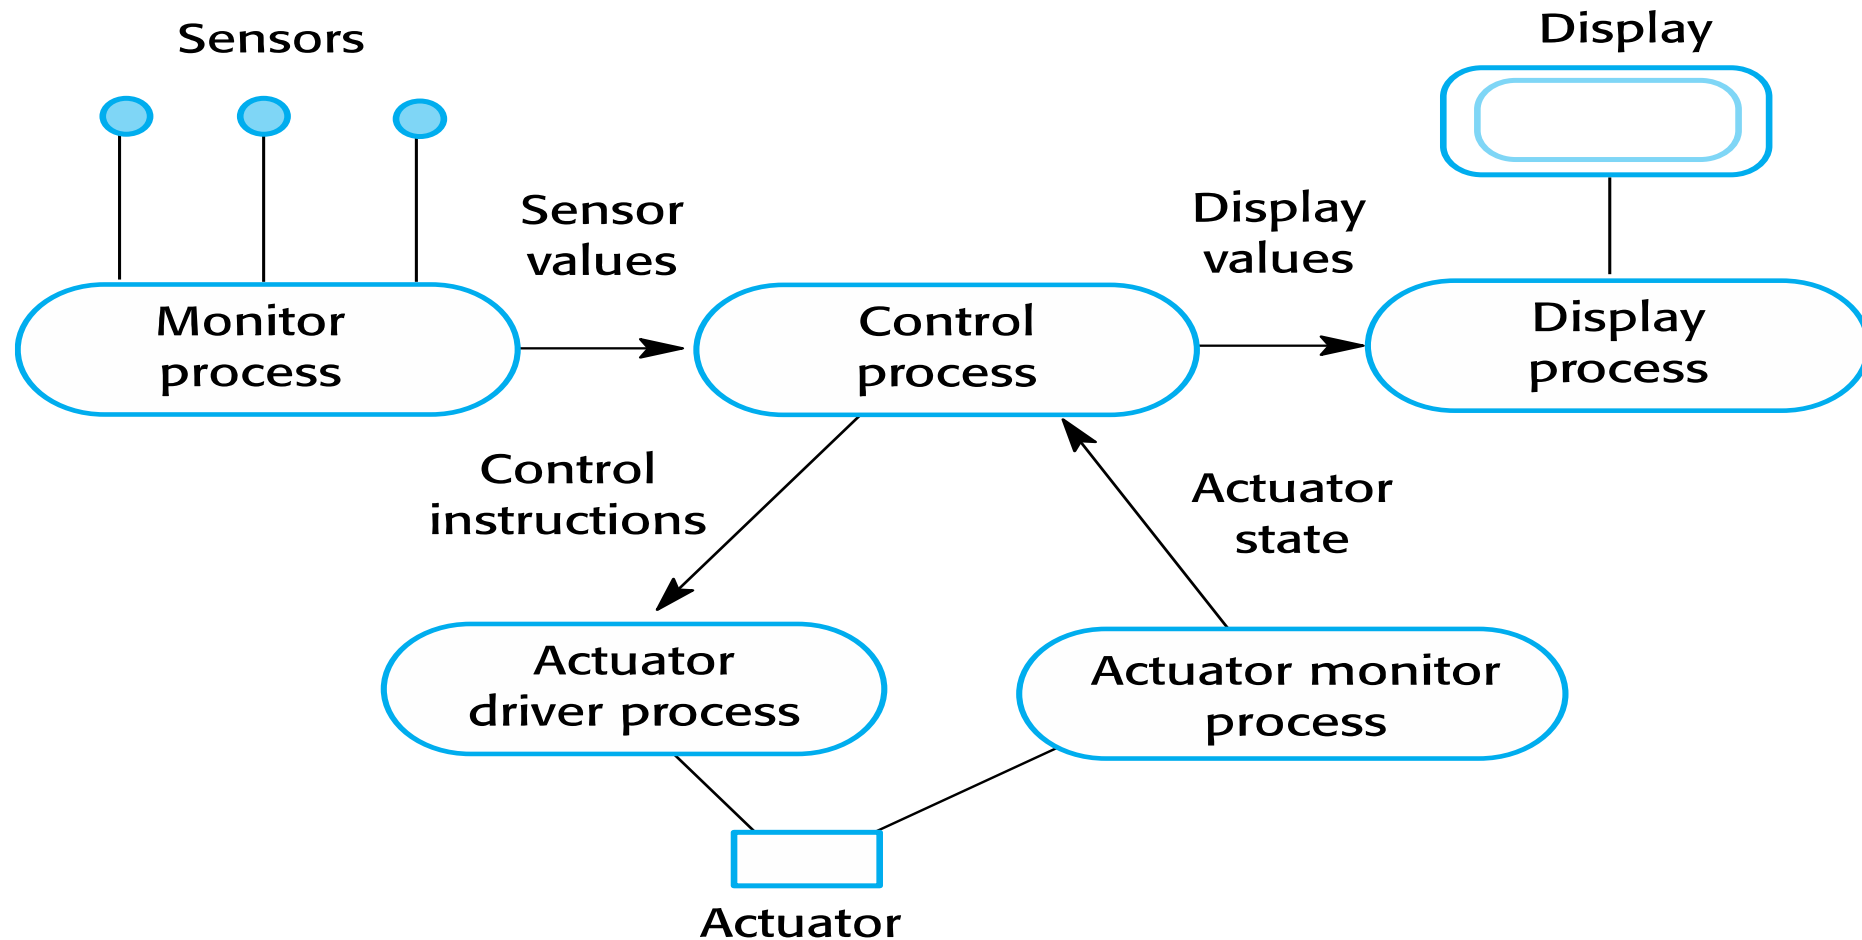 Sensors
Display
Sensor
values
Display
values
Monitor
process
Control
process
Display
process
Control
instructions
Actuator
state
Actuator
driver process
Actuator monitor
process
Actuator